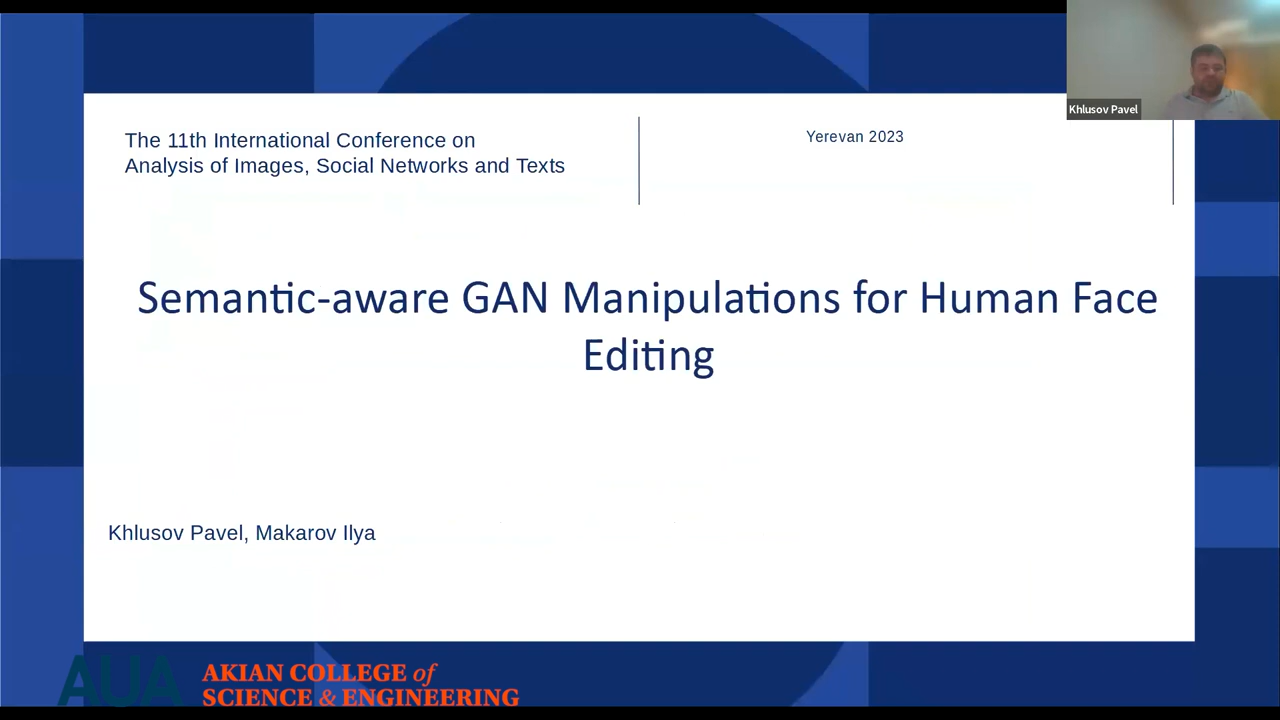 The 11th International Conference on
Analysis of Images, Social Networks and Texts
Yerevan 2023
Khlusov Pavel
Semantic-aware GAN Manipulations for Human Face
Editing
Khlusov Pavel, Makarov Ilya
AUA
AKIAN COLLEGE of
SCIENCE & ENGINEERING